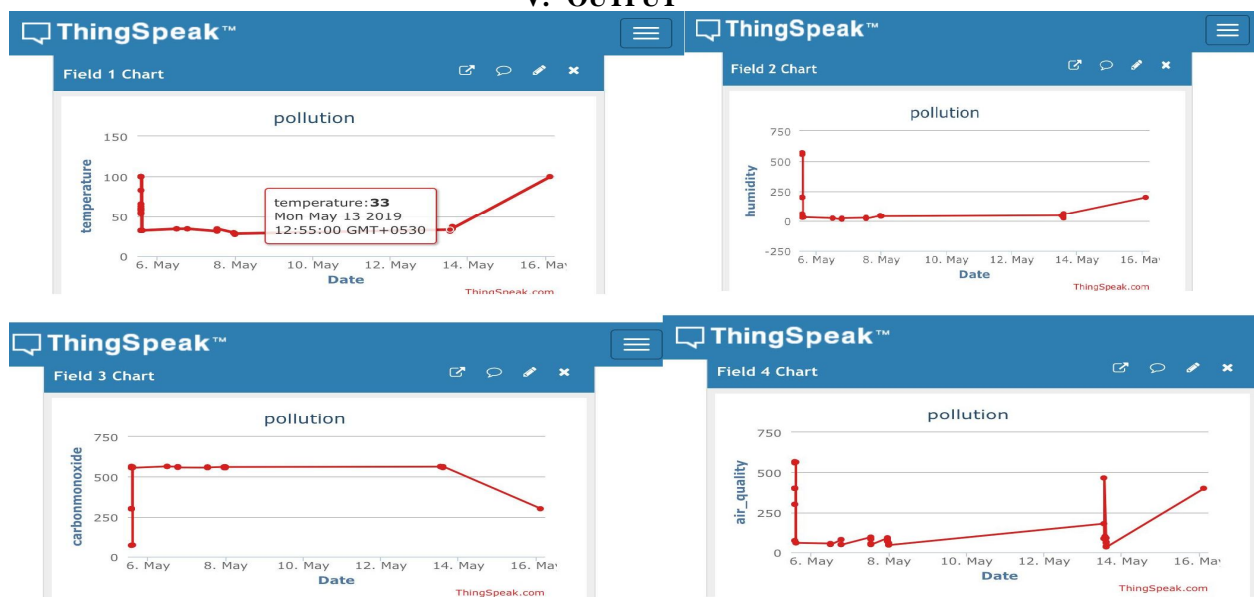 V. OUTPUT
ThingSpeak™
Field 1 Chart
pollution
temperature
150
100
50
0
temperature:33
Mon May 13 2019
12:55:00 GMT+0530
6. May 8. May 10. May 12. May 14. May 16. Ma
Date
ThingSpeak.com
ThingSpeak™
Field 2 Chart
pollution
humidity
750
500
250
0
-250
6. May 8. May 10. May 12. May 14. May 16. Ma
Date
ThingSpeak.com
ThingSpeak™
Field 3 Chart
pollution
carbonmonoxide
750
500
250
0
6. May 8. May 10. May 12. May 14. May 16. Ma
Date
ThingSpeak.com
ThingSpeak™
Field 4 Chart
pollution
air_quality
750
500
250
0
6. May 8. May 10. May 12. May 14. May 16. Ma
Date
ThingSpeak.com